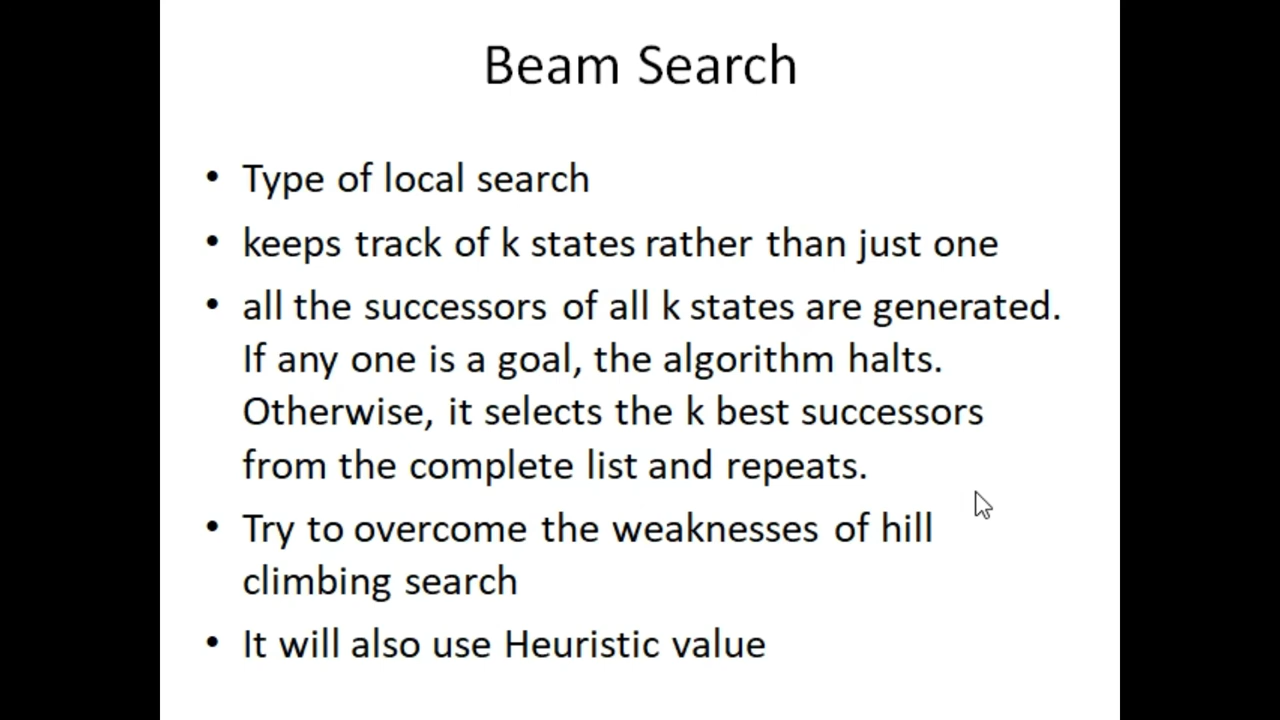 Beam Search
• Type of local search
• keeps track of k states rather than just one
• all the successors of all k states are generated.
If any one is a goal, the algorithm halts.
Otherwise, it selects the k best successors
from the complete list and repeats.
• Try to overcome the weaknesses of hill
climbing search
• It will also use Heuristic value